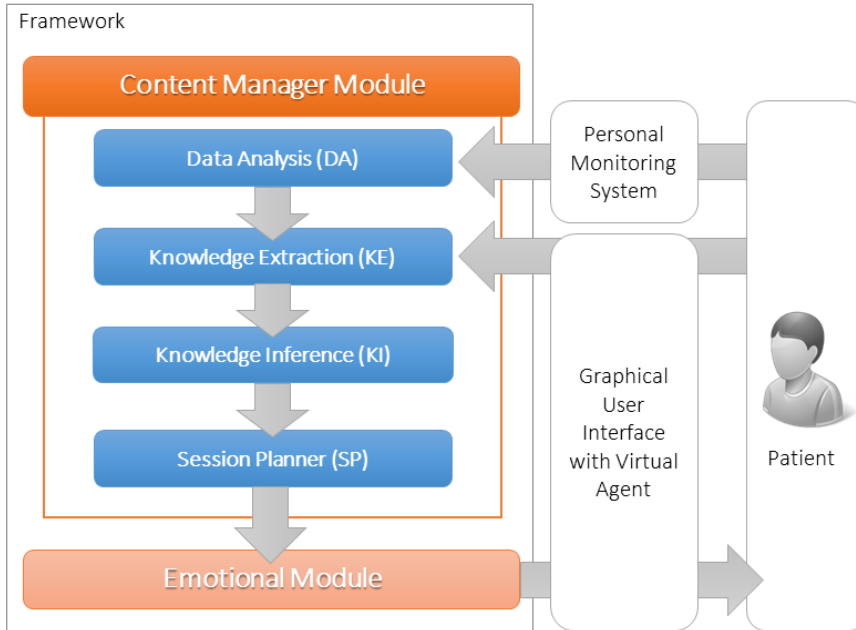 Framework
Content Manager Module
Data Analysis (DA)
Knowledge Extraction (KE)
Knowledge Inference (KI)
Session Planner (SP)
Emotional Module
Personal
Monitoring
System
Graphical
User
Interface
with Virtual
Agent
Patient